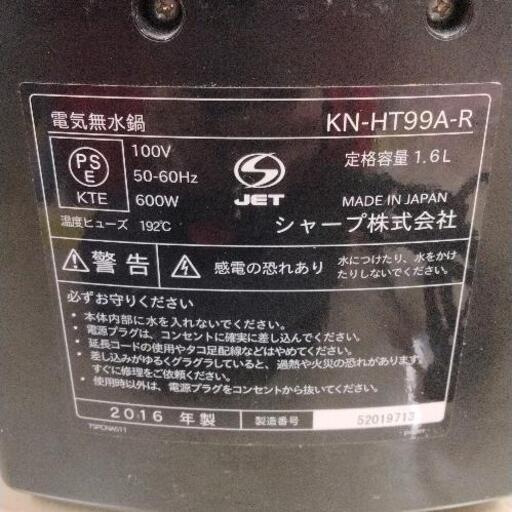 電気無水鍋 KN-HT99A-R
PS
E
KTE
100V
50-60Hz
600W
JET
定格容量 1.6L
MADE IN JAPAN
シャープ株式会社
温度ヒューズ 192℃
警告
感電の恐れあり
水につけたり、水をかけ
たりしないでください。
必ずお守りください
・本体内部に水を入れないでください。
・電源プラグは、コンセントに確実に差し込んでください。
・延長コードの使用やタコ足配線などはやめてください。
・差し込みがゆるくグラグラしていると、過熱や火災の恐れがあります。
すぐに修理をご依頼ください。
・使用時以外は、電源プラグをコンセントから抜いてください。
2016 年製 製造番号 52019713